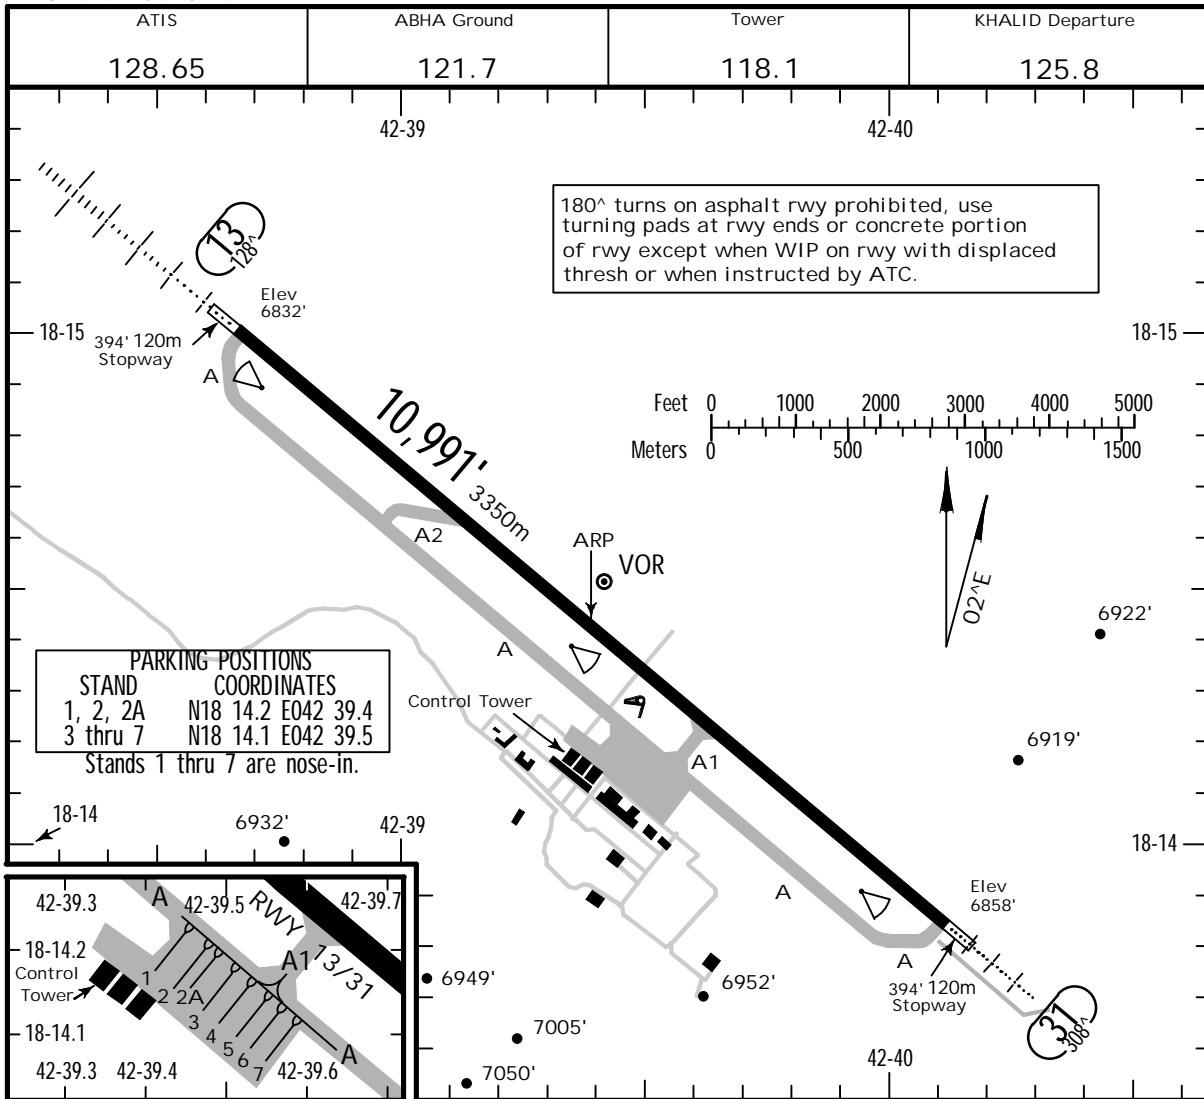 ATIS
128.65
ABHA Ground
121.7
Tower
118.1
KHALID Departure
125.8
42-39
42-40
180^ turns on asphalt rwy prohibited, use
turning pads at rwy ends or concrete portion
of rwy except when WIP on rwy with displaced
thresh or when instructed by ATC.
13
128^
Elev
6832'
18-15
18-15
394' 120m
Stopway
A
10,991'
3350m
Feet 0 1000 2000 3000 4000 5000
Meters 0 500 1000 1500
A2
ARP
VOR
02^E
6922'
A
PARKING POSITIONS
STAND COORDINATES
1, 2, 2A N18 14.2 E042 39.4
3 thru 7 N18 14.1 E042 39.5
Stands 1 thru 7 are nose-in.
Control Tower
A1
6919'
18-14
6932'
42-39
18-14
A
Elev
6858'
A
394' 120m
Stopway
31
308^
6949'
6952'
7005'
7050'
42-40
42-39.3
A
42-39.5
RWY 13/31
42-39.7
18-14.2
Control
Tower
A1
1
2
2A
3
4
5
6
7
18-14.1
A
42-39.3
42-39.4
42-39.6